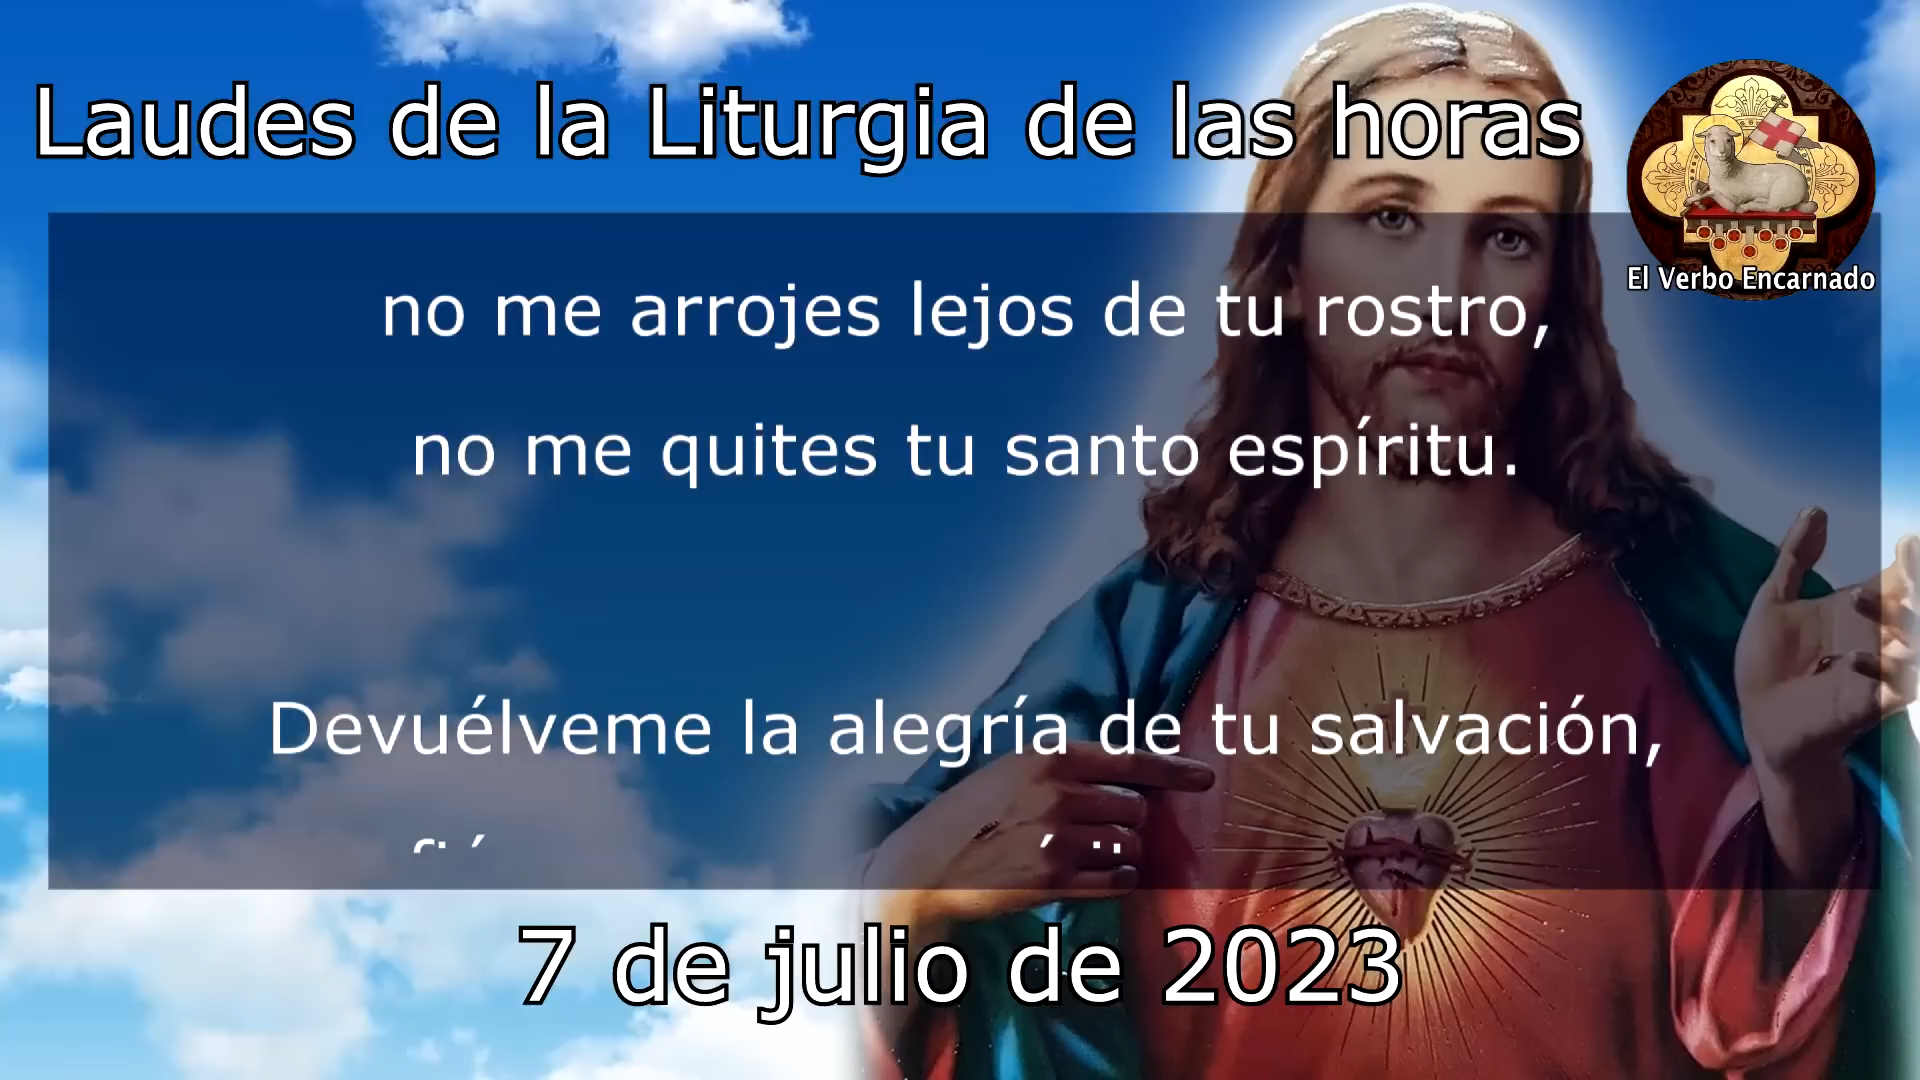 Laudes de la Liturgia de las horas
El Verbo Encarnado
no me arrojes lejos de tu rostro,
no me quites tu santo espíritu.
Devuélveme la alegría de tu salvación,
7 de julio de 2023